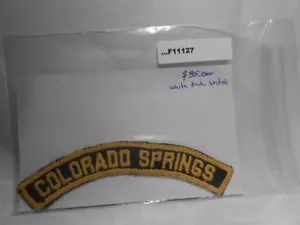 ...F11127
$35.00
white back stitch
COLORADO SPRINGS